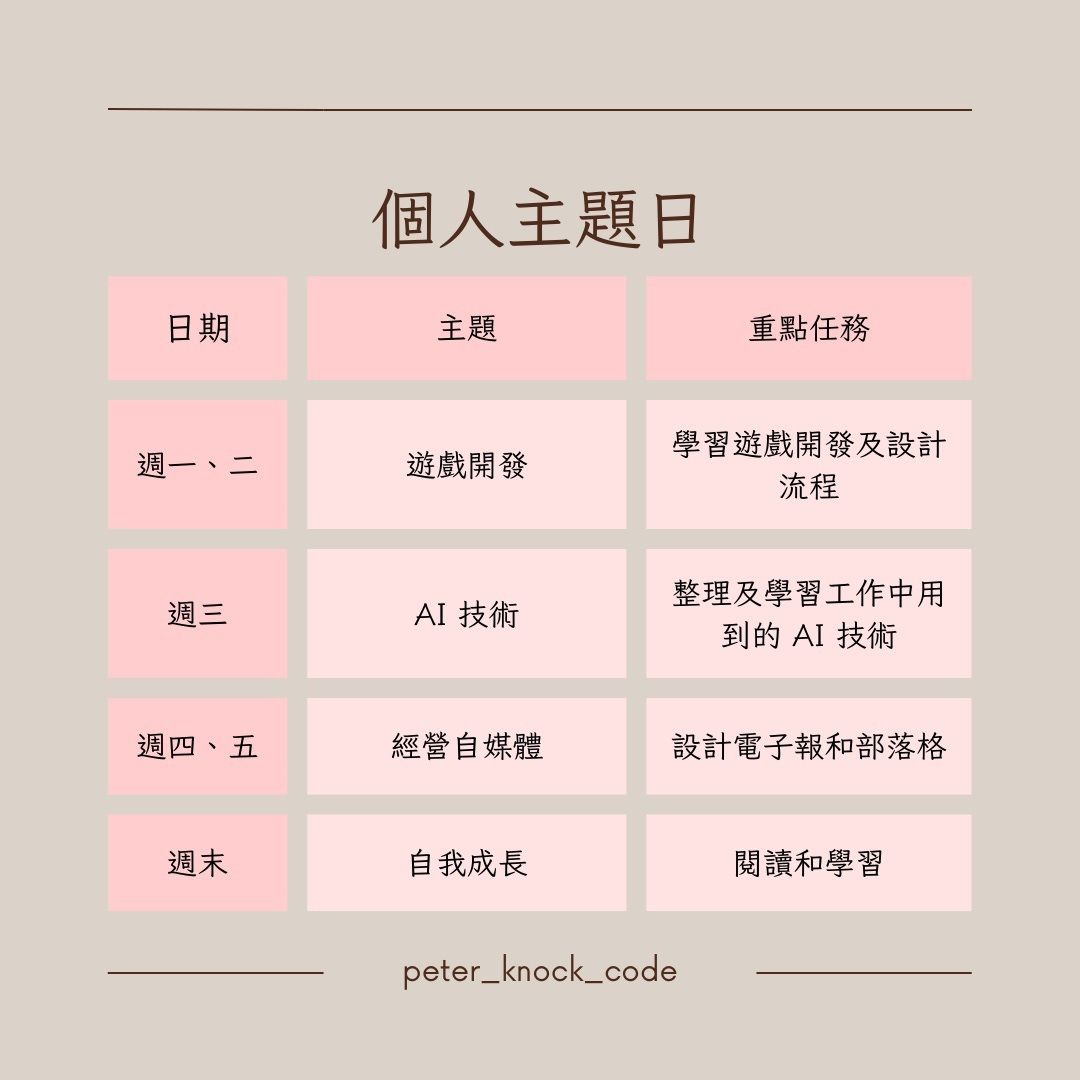 個人主題日
日期
主題
重點任務
週一、二
遊戲開發
學習遊戲開發及設計
流程
週三
AI 技術
整理及學習工作中用
到的 AI 技術
週四、五
經營自媒體
設計電子報和部落格
週末
自我成長
閱讀和學習
peter_knock_code